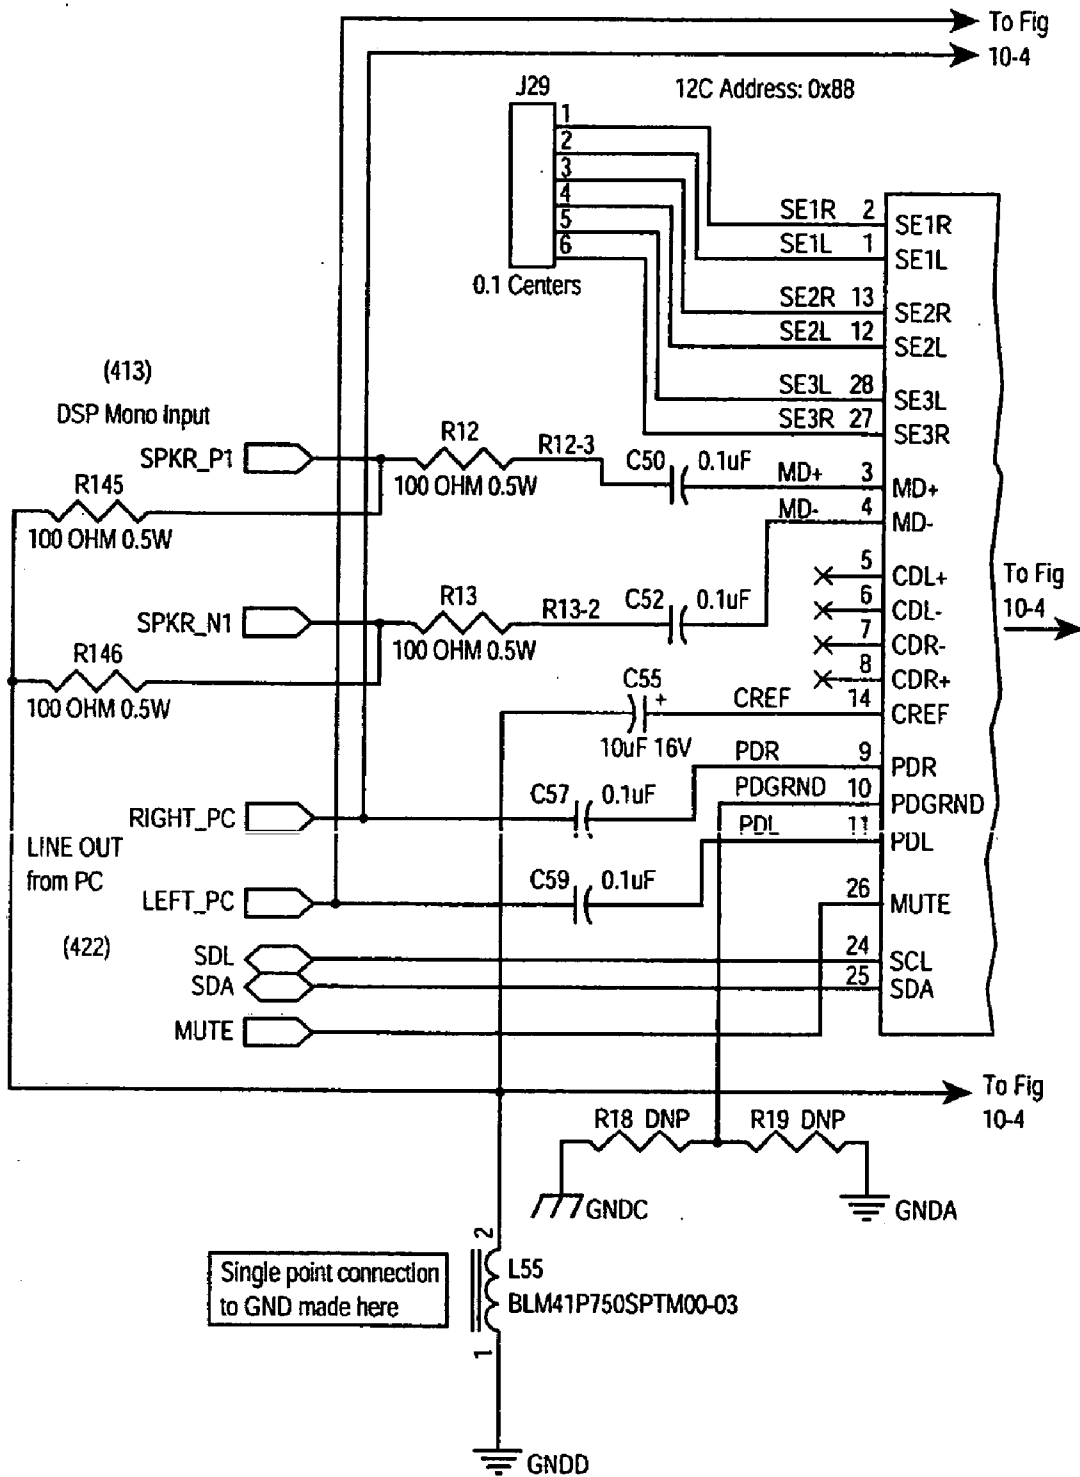 To Fig
10-4
J29
12C Address: 0x88
1
2
3
4
5
6
0.1 Centers
SE1R 2 SE1R
SE1L 1 SE1L
SE2R 13 SE2R
SE2L 12 SE2L
SE3L 28 SE3L
SE3R 27 SE3R
(413)
DSP Mono Input
SPKR_P1
R12
R12-3
100 OHM 0.5W
C50 0.1uF
MD+ 3 MD+
MD- 4 MD-
R145
100 OHM 0.5W
5 CDL+
6 CDL-
7 CDR-
8 CDR+
To Fig
10-4
SPKR_N1
R13
R13-2
100 OHM 0.5W
C52 0.1uF
R146
100 OHM 0.5W
C55
+
10uF 16V
CREF 14 CREF
PDR 9 PDR
PDGRND 10 PDGRND
PDL 11 PDL
C57 0.1uF
RIGHT_PC
LINE OUT
from PC
C59 0.1uF
LEFT_PC
26 MUTE
(422)
SDL 24 SCL
SDA 25 SDA
MUTE
To Fig
10-4
R18 DNP R19 DNP
GNDC
GNDA
2
Single point connection
to GND made here
L55
BLM41P750SPTM00-03
1
GNDD